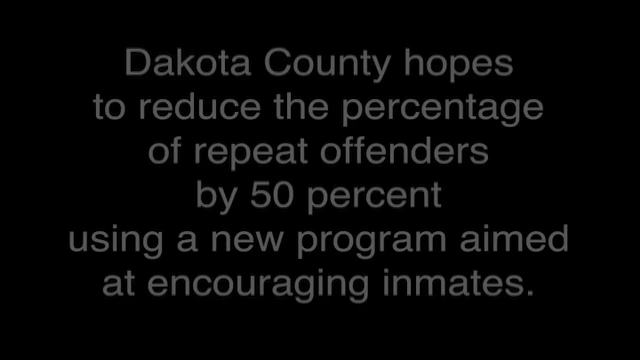 Dakota County hopes
to reduce the percentage
of repeat offenders
by 50 percent
using a new program aimed
at encouraging inmates.